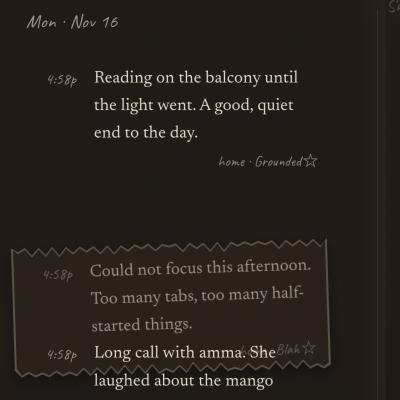 Mon · Nov 16
4:58p Reading on the balcony until
the light went. A good, quiet
end to the day.
home · Grounded☆
4:58p Could not focus this afternoon.
Too many tabs, too many half-
started things.
Blah☆
4:58p Long call with amma. She
laughed about the mango